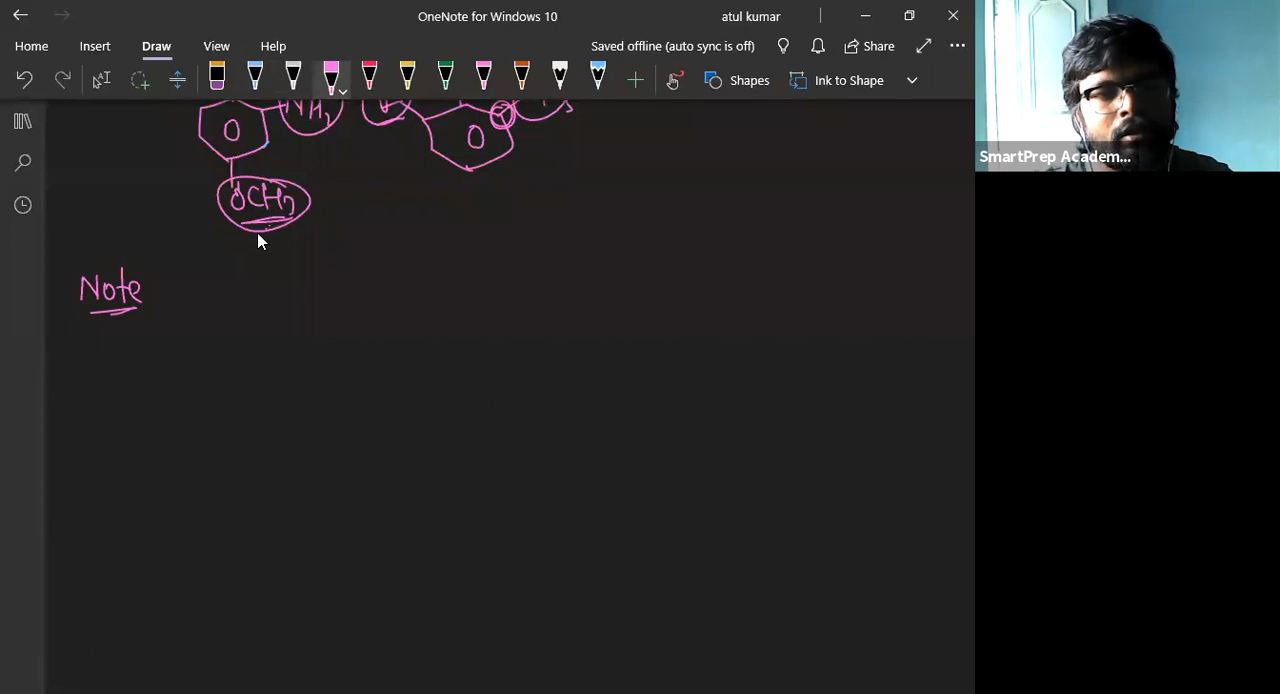 OneNote for Windows 10
atul kumar
Home
Insert
Draw
View
Help
Saved offline (auto sync is off)
Share
Shapes
Ink to Shape
NH2
O
O
OCH3
Note
SmartPrep Academ...